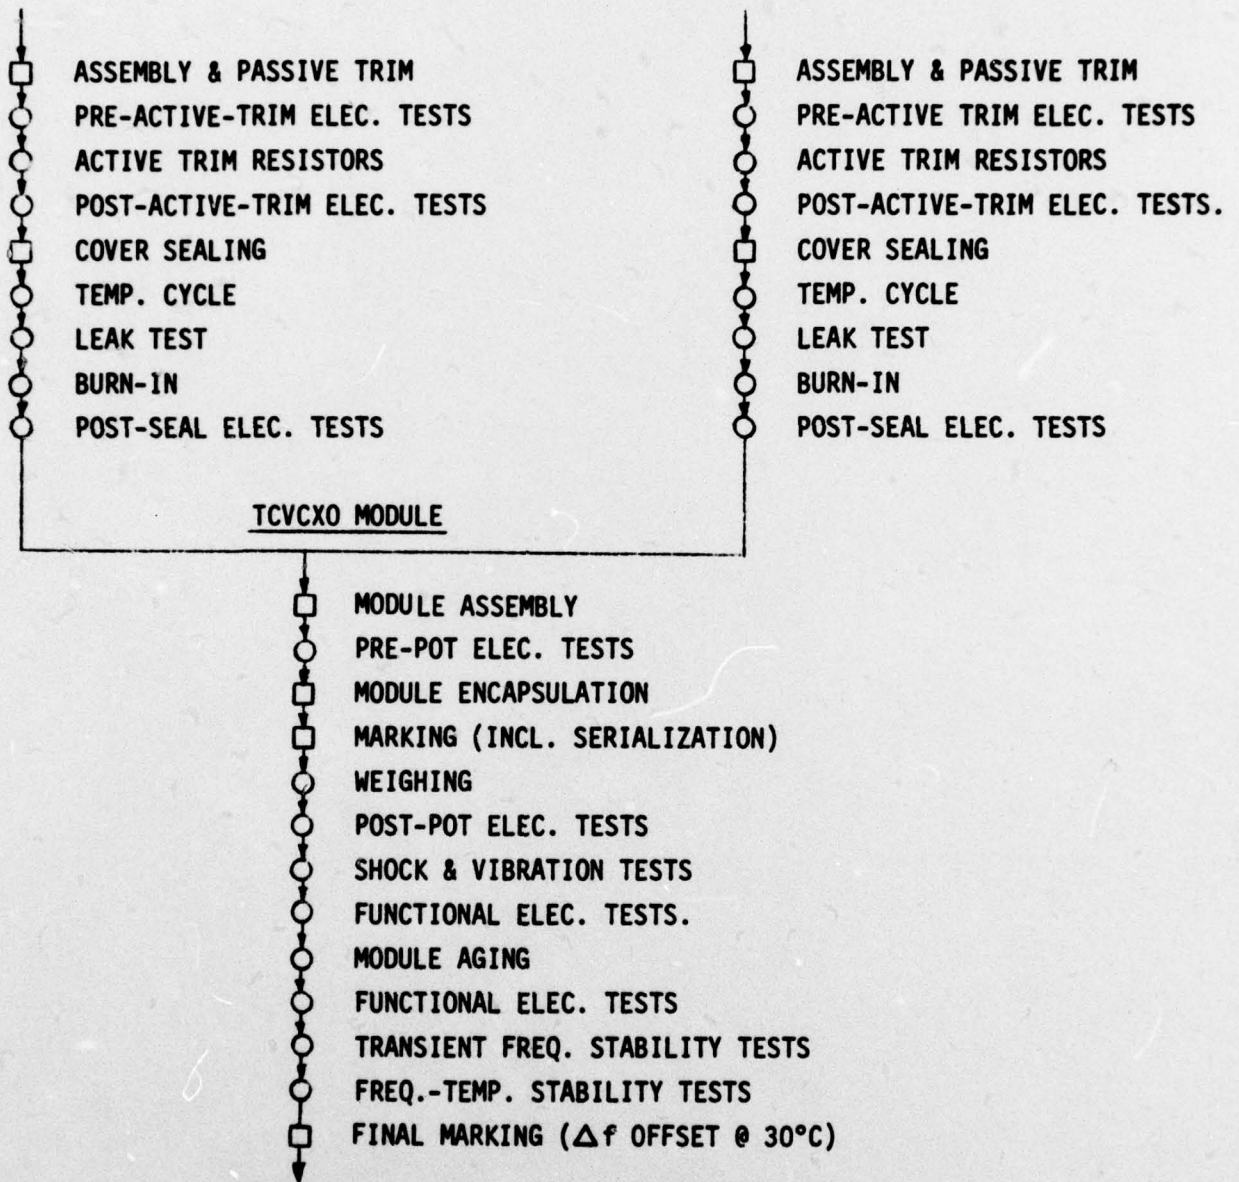 ASSEMBLY & PASSIVE TRIM
PRE-ACTIVE-TRIM ELEC. TESTS
ACTIVE TRIM RESISTORS
POST-ACTIVE-TRIM ELEC. TESTS
COVER SEALING
TEMP. CYCLE
LEAK TEST
BURN-IN
POST-SEAL ELEC. TESTS
ASSEMBLY & PASSIVE TRIM
PRE-ACTIVE TRIM ELEC. TESTS
ACTIVE TRIM RESISTORS
POST-ACTIVE-TRIM ELEC. TESTS.
COVER SEALING
TEMP. CYCLE
LEAK TEST
BURN-IN
POST-SEAL ELEC. TESTS
TCVCXO MODULE
MODULE ASSEMBLY
PRE-POT ELEC. TESTS
MODULE ENCAPSULATION
MARKING (INCL. SERIALIZATION)
WEIGHING
POST-POT ELEC. TESTS
SHOCK & VIBRATION TESTS
FUNCTIONAL ELEC. TESTS.
MODULE AGING
FUNCTIONAL ELEC. TESTS
TRANSIENT FREQ. STABILITY TESTS
FREQ.-TEMP. STABILITY TESTS
FINAL MARKING (Δf OFFSET @ 30°C)